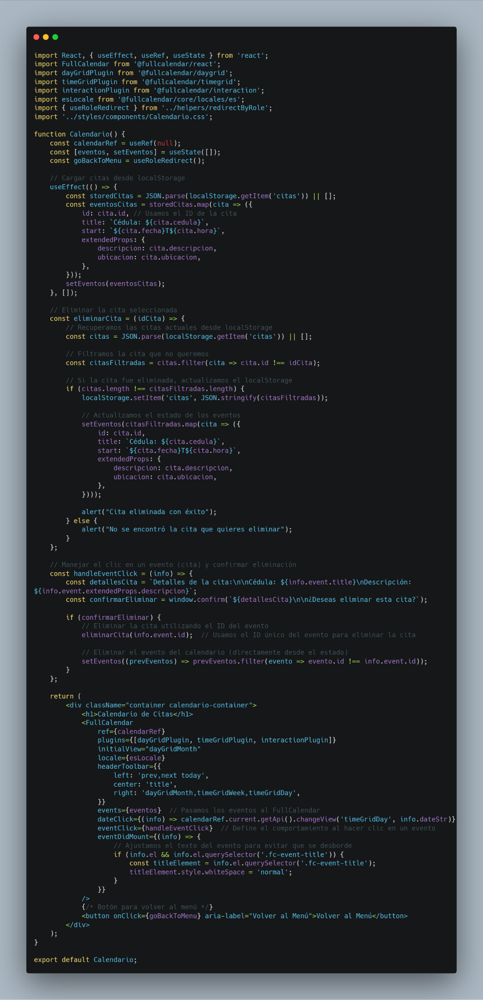 import React, { useEffect, useRef, useState } from 'react';
import FullCalendar from '@fullcalendar/react';
import dayGridPlugin from '@fullcalendar/daygrid';
import timeGridPlugin from '@fullcalendar/timegrid';
import interactionPlugin from '@fullcalendar/interaction';
import esLocale from '@fullcalendar/core/locales/es';
import { useRoleRedirect } from '../helpers/redirectByRole';
import '../styles/components/Calendario.css';

function Calendario() {
    const calendarRef = useRef(null);
    const [eventos, setEventos] = useState([]);
    const goBackToMenu = useRoleRedirect();

    // Cargar citas desde localStorage
    useEffect(() => {
        const storedCitas = JSON.parse(localStorage.getItem('citas')) || [];
        const eventosCitas = storedCitas.map(cita => ({
            id: cita.id, // Usamos el ID de la cita
            title: `Cédula: ${cita.cedula}`,
            start: `${cita.fecha}T${cita.hora}`,
            extendedProps: {
                descripcion: cita.descripcion,
                ubicacion: cita.ubicacion,
            },
        }));
        setEventos(eventosCitas);
    }, []);

    // Eliminar la cita seleccionada
    const eliminarCita = (idCita) => {
        // Recuperamos las citas actuales desde localStorage
        const citas = JSON.parse(localStorage.getItem('citas')) || [];

        // Filtramos la cita que no queremos
        const citasFiltradas = citas.filter(cita => cita.id !== idCita);

        // Si la cita fue eliminada, actualizamos el localStorage
        if (citas.length !== citasFiltradas.length) {
            localStorage.setItem('citas', JSON.stringify(citasFiltradas));

            // Actualizamos el estado de los eventos
            setEventos(citasFiltradas.map(cita => ({
                id: cita.id,
                title: `Cédula: ${cita.cedula}`,
                start: `${cita.fecha}T${cita.hora}`,
                extendedProps: {
                    descripcion: cita.descripcion,
                    ubicacion: cita.ubicacion,
                },
            })));

            alert("Cita eliminada con éxito");
        } else {
            alert("No se encontró la cita que quieres eliminar");
        }
    };

    // Manejar el clic en un evento (cita) y confirmar eliminación
    const handleEventClick = (info) => {
        const detallesCita = `Detalles de la cita:\n\nCédula: ${info.event.title}\nDescripción:
${info.event.extendedProps.descripcion}`;
        const confirmarEliminar = window.confirm(`${detallesCita}\n\n¿Deseas eliminar esta cita?`);

        if (confirmarEliminar) {
            // Eliminar la cita utilizando el ID del evento
            eliminarCita(info.event.id);  // Usamos el ID único del evento para eliminar la cita

            // Eliminar el evento del calendario (directamente desde el estado)
            setEventos((prevEventos) => prevEventos.filter(evento => evento.id !== info.event.id));
        }
    };

    return (
        <div className="container calendario-container">
            <h1>Calendario de Citas</h1>
            <FullCalendar
                ref={calendarRef}
                plugins={[dayGridPlugin, timeGridPlugin, interactionPlugin]}
                initialView="dayGridMonth"
                locale={esLocale}
                headerToolbar={{
                    left: 'prev,next today',
                    center: 'title',
                    right: 'dayGridMonth,timeGridWeek,timeGridDay',
                }}
                events={eventos}  // Pasamos los eventos al FullCalendar
                dateClick={(info) => calendarRef.current.getApi().changeView('timeGridDay', info.dateStr)}
                eventClick={handleEventClick}  // Define el comportamiento al hacer clic en un evento
                eventDidMount={(info) => {
                    // Ajustamos el texto del evento para evitar que se desborde
                    if (info.el && info.el.querySelector('.fc-event-title')) {
                        const titleElement = info.el.querySelector('.fc-event-title');
                        titleElement.style.whiteSpace = 'normal';
                    }
                }}
            />
            {/* Botón para volver al menú */}
            <button onClick={goBackToMenu} aria-label="Volver al Menú">Volver al Menú</button>
        </div>
    );
}

export default Calendario;